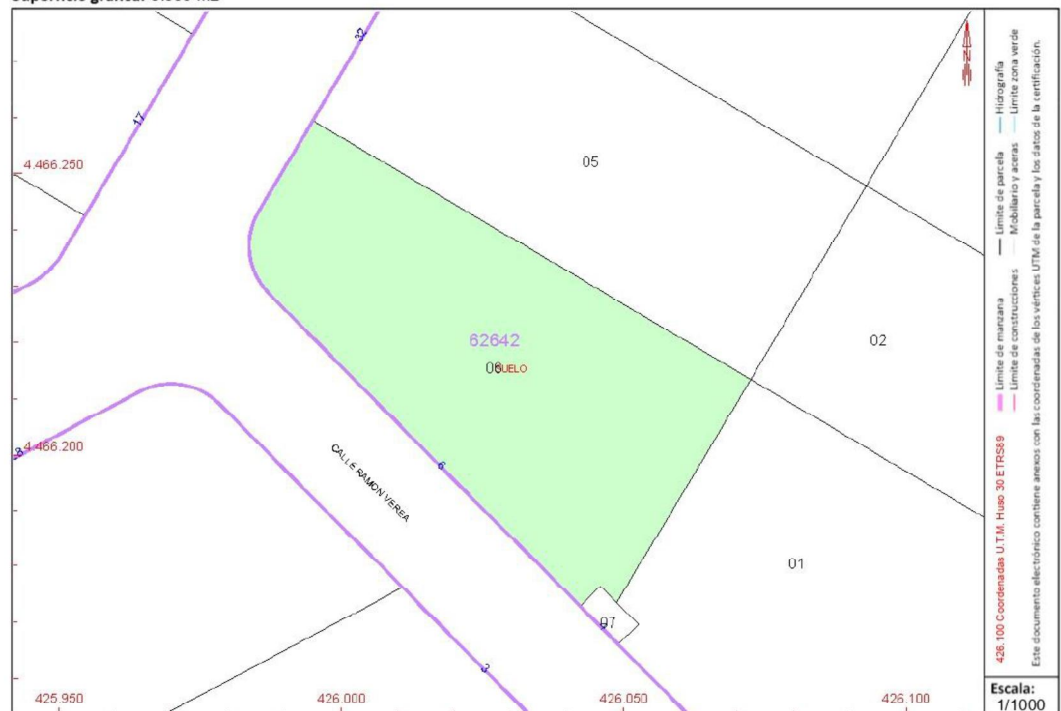 32
17
4.466.250
05
62642
02
06
SUELO
8
4.466.200
6
CALLE RAMON VEREA
01
07
425.950
426.000
426.050
426.100
N
Hidrografía
Límite zona verde
Límite de parcela
Mobiliario y aceras
Límite de manzana
Límite de construcciones
426.100 Coordenadas U.T.M. Huso 30 ETRS89
Este documento electrónico contiene anexos con las coordenadas de los vértices UTM de la parcela y los datos de la certificación.
Escala:
1/1000